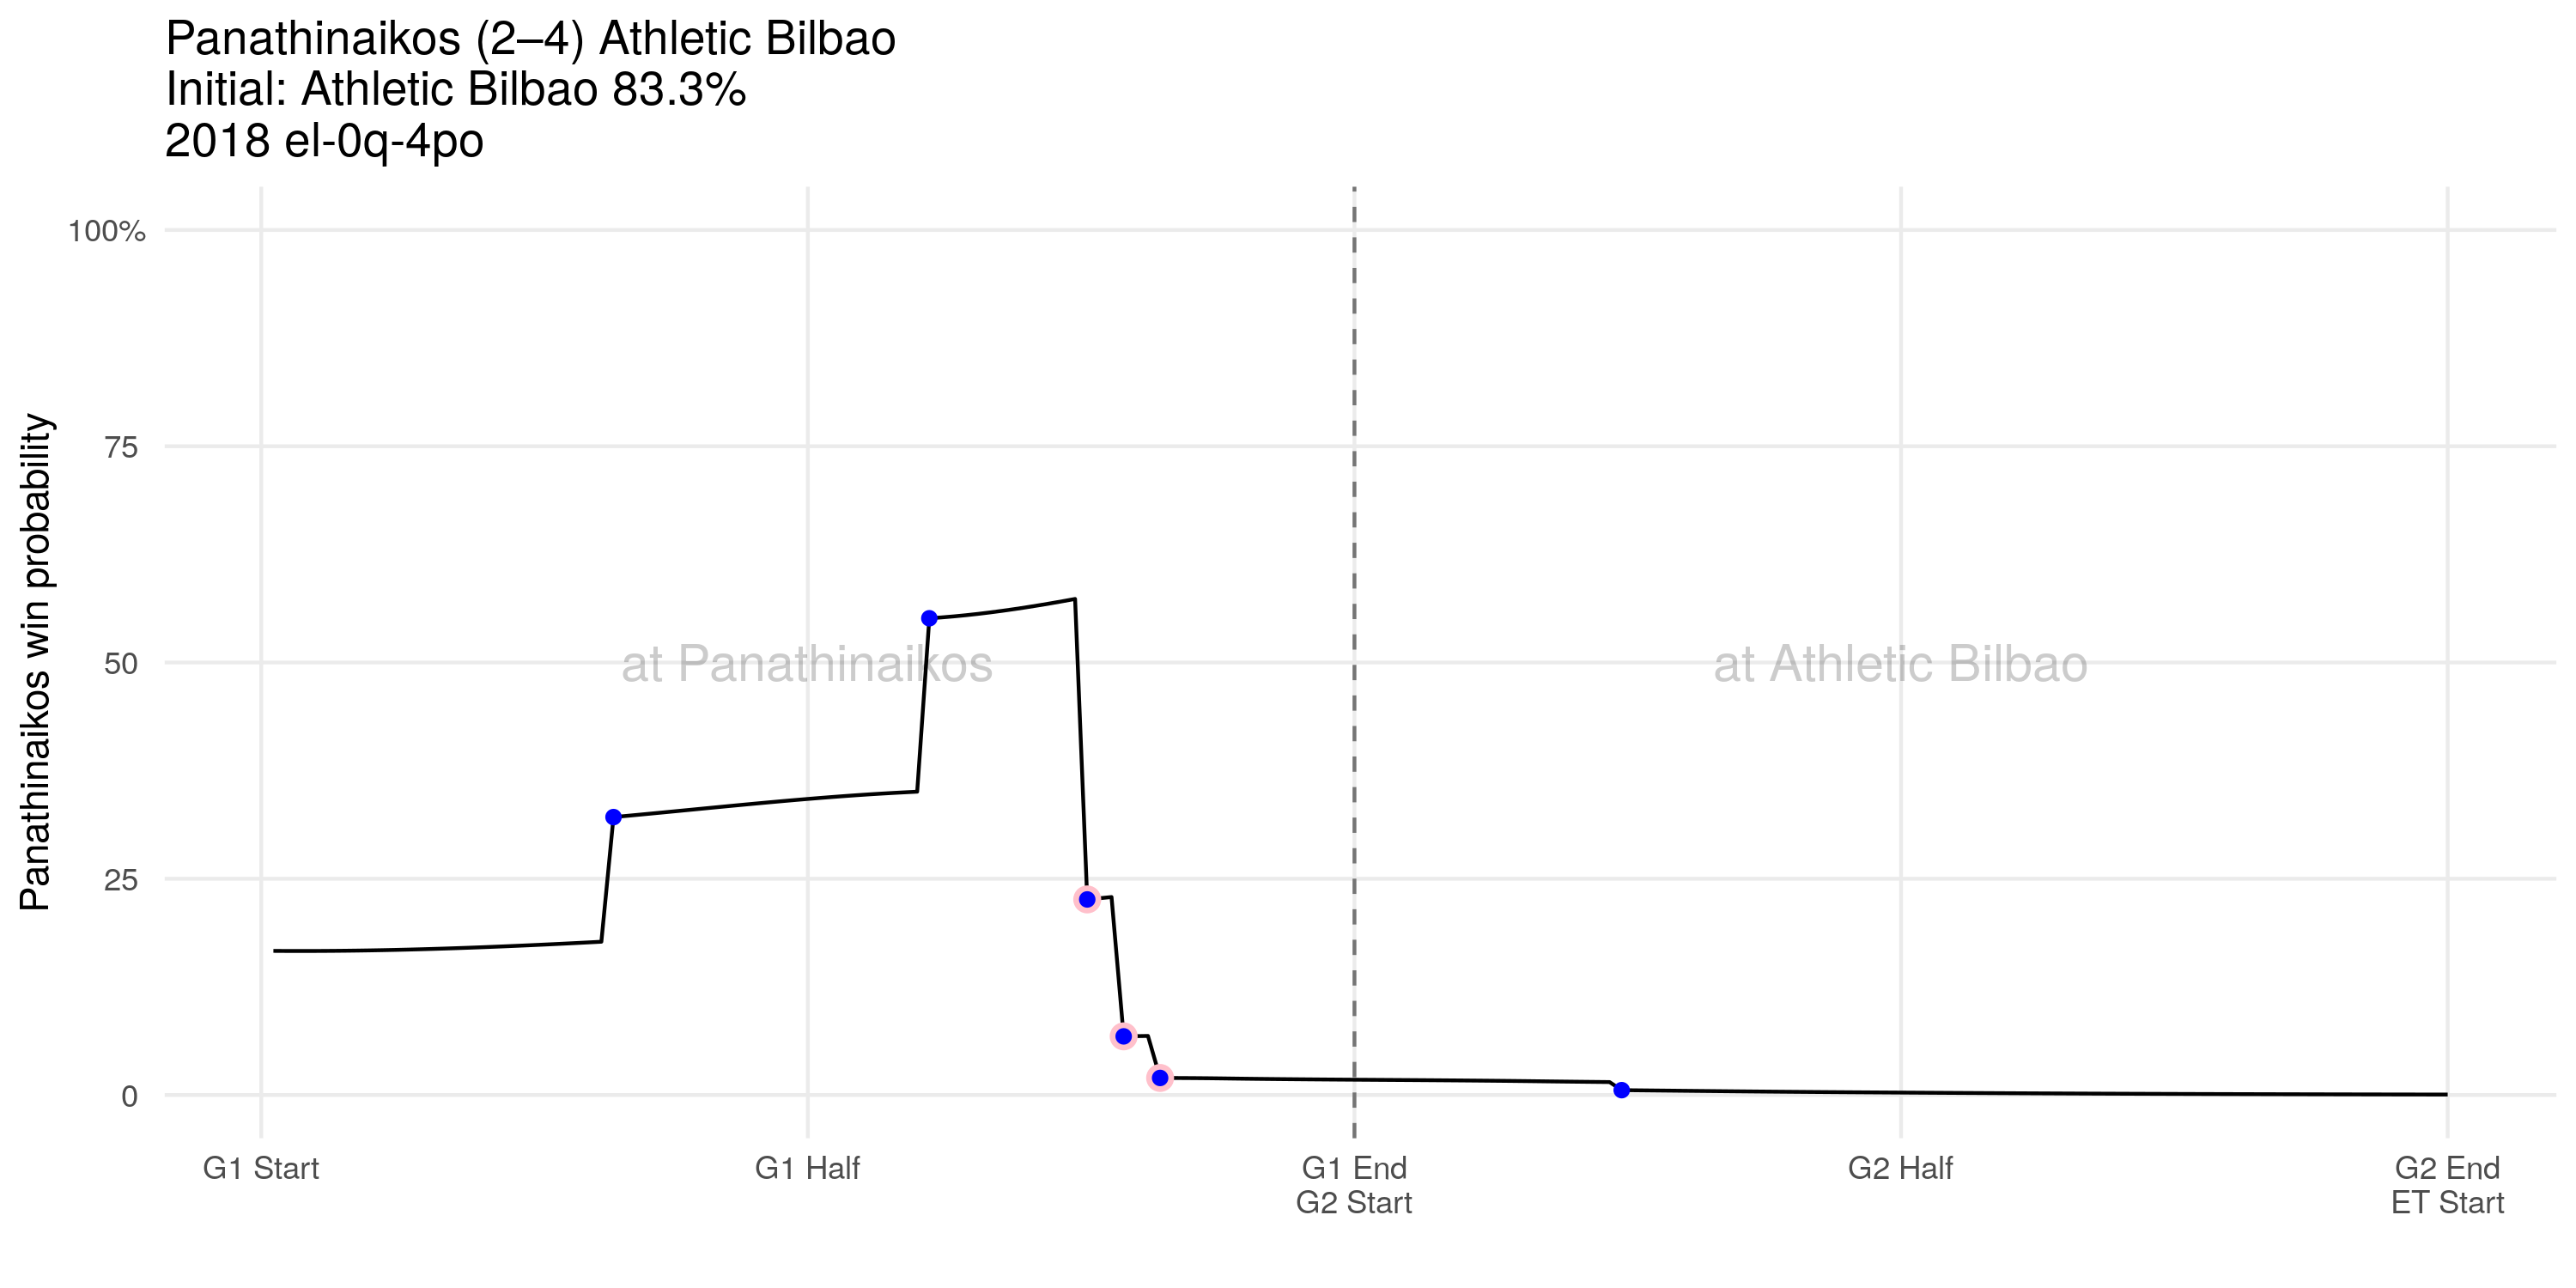 Panathinaikos (2–4) Athletic Bilbao
Initial: Athletic Bilbao 83.3%
2018 el-0q-4po
Panathinaikos win probability
100%
75
50
25
0
at Panathinaikos
at Athletic Bilbao
G1 Start
G1 Half
G1 End
G2 Start
G2 Half
G2 End
ET Start